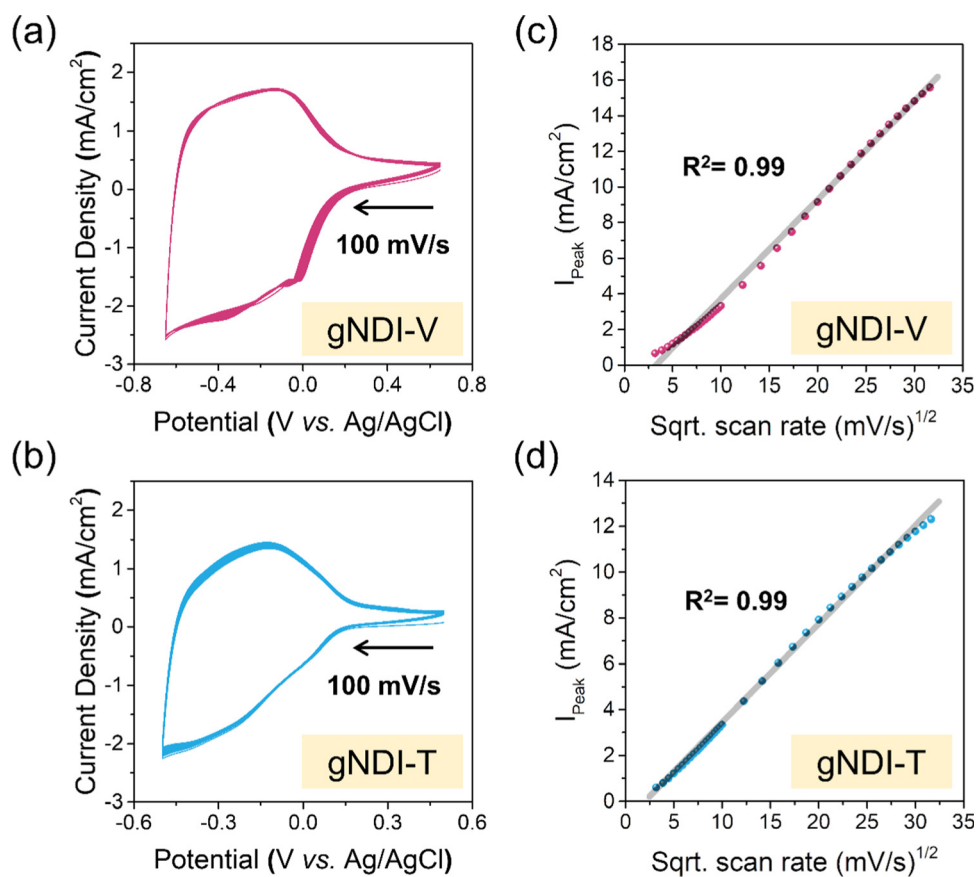 (a)
Current Density (mA/cm²)
2
1
0
-1
-2
-3
100 mV/s
gNDI-V
-0.8
-0.4
0.0
0.4
0.8
Potential (V vs. Ag/AgCl)
(c)
I_Peak (mA/cm²)
18
16
14
12
10
8
6
4
2
0
R²= 0.99
gNDI-V
0
5
10
15
20
25
30
35
Sqrt. scan rate (mV/s)^1/2
(b)
Current Density (mA/cm²)
2
1
0
-1
-2
-3
100 mV/s
gNDI-T
-0.6
-0.3
0.0
0.3
0.6
Potential (V vs. Ag/AgCl)
(d)
I_Peak (mA/cm²)
14
12
10
8
6
4
2
0
R²= 0.99
gNDI-T
0
5
10
15
20
25
30
35
Sqrt. scan rate (mV/s)^1/2